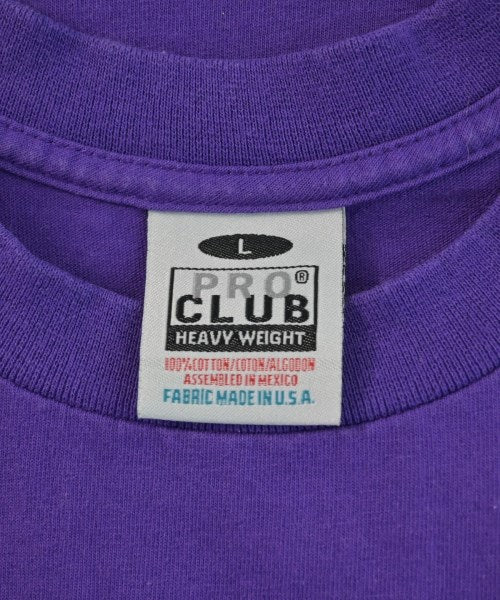 L
PRO®
CLUB
HEAVY WEIGHT
100% COTTON/COTON/ALGODON
ASSEMBLED IN MEXICO
FABRIC MADE IN U.S.A.